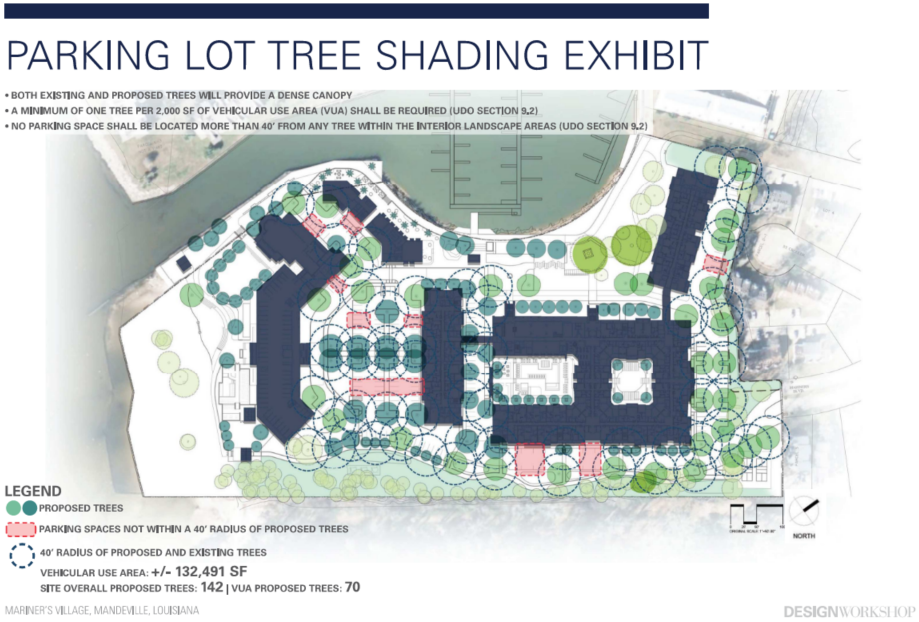 PARKING LOT TREE SHADING EXHIBIT
• BOTH EXISTING AND PROPOSED TREES WILL PROVIDE A DENSE CANOPY
• A MINIMUM OF ONE TREE PER 2,000 SF OF VEHICULAR USE AREA (VUA) SHALL BE REQUIRED (UDO SECTION 9.2)
• NO PARKING SPACE SHALL BE LOCATED MORE THAN 40' FROM ANY TREE WITHIN THE INTERIOR LANDSCAPE AREAS (UDO SECTION 9.2)
LEGEND
PROPOSED TREES
PARKING SPACES NOT WITHIN A 40' RADIUS OF PROPOSED TREES
40' RADIUS OF PROPOSED AND EXISTING TREES
VEHICULAR USE AREA: +/- 132,491 SF
SITE OVERALL PROPOSED TREES: 142 | VUA PROPOSED TREES: 70
NORTH
MARINER'S VILLAGE, MANDEVILLE, LOUISIANA
DESIGNWORKSHOP